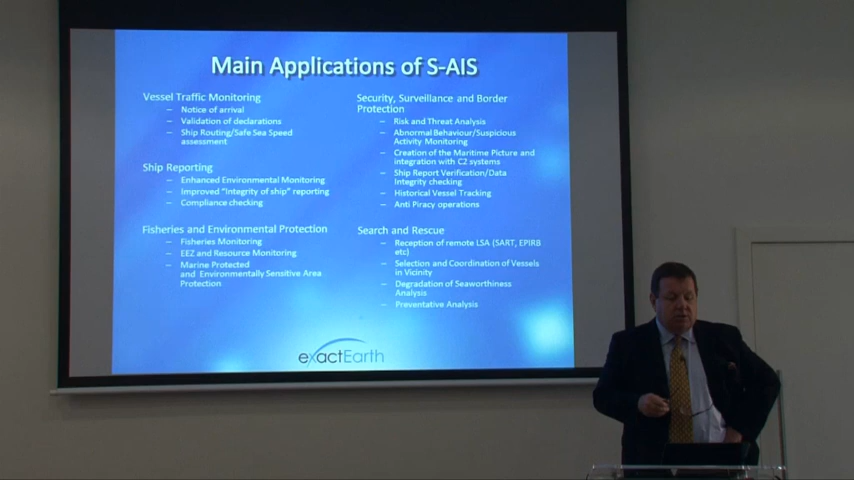 Main Applications of S-AIS
Vessel Traffic Monitoring
– Notice of arrival
– Validation of declarations
– Ship Routing/Safe Sea Speed
assessment
Ship Reporting
– Enhanced Environmental Monitoring
– Improved "Integrity of ship" reporting
– Compliance checking
Fisheries and Environmental Protection
– Fisheries Monitoring
– EEZ and Resource Monitoring
– Marine Protected
and Environmentally Sensitive Area
Protection
Security, Surveillance and Border
Protection
– Risk and Threat Analysis
– Abnormal Behaviour/Suspicious
Activity Monitoring
– Creation of the Maritime Picture and
integration with C2 systems
– Ship Report Verification/Data
Integrity checking
– Historical Vessel Tracking
– Anti Piracy operations
Search and Rescue
– Reception of remote LSA (SART, EPIRB
etc)
– Selection and Coordination of Vessels
in Vicinity
– Degradation of Seaworthiness
Analysis
– Preventative Analysis
exactEarth